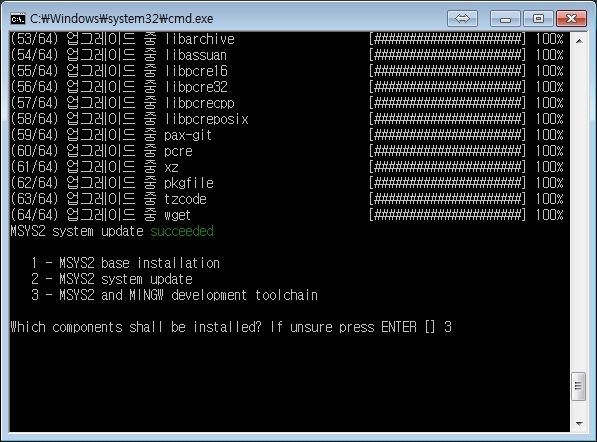 C:₩Windows₩system32₩cmd.exe
(53/64) 업그레이드 중 libarchive [######################] 100%
(54/64) 업그레이드 중 libassuan [######################] 100%
(55/64) 업그레이드 중 libpcre16 [######################] 100%
(56/64) 업그레이드 중 libpcre32 [######################] 100%
(57/64) 업그레이드 중 libpcrecpp [######################] 100%
(58/64) 업그레이드 중 libpcreposix [######################] 100%
(59/64) 업그레이드 중 pax-git [######################] 100%
(60/64) 업그레이드 중 pcre [######################] 100%
(61/64) 업그레이드 중 xz [######################] 100%
(62/64) 업그레이드 중 pkgfile [######################] 100%
(63/64) 업그레이드 중 tzcode [######################] 100%
(64/64) 업그레이드 중 wget [######################] 100%
MSYS2 system update succeeded
1 - MSYS2 base installation
2 - MSYS2 system update
3 - MSYS2 and MINGW development toolchain
Which components shall be installed? If unsure press ENTER [] 3